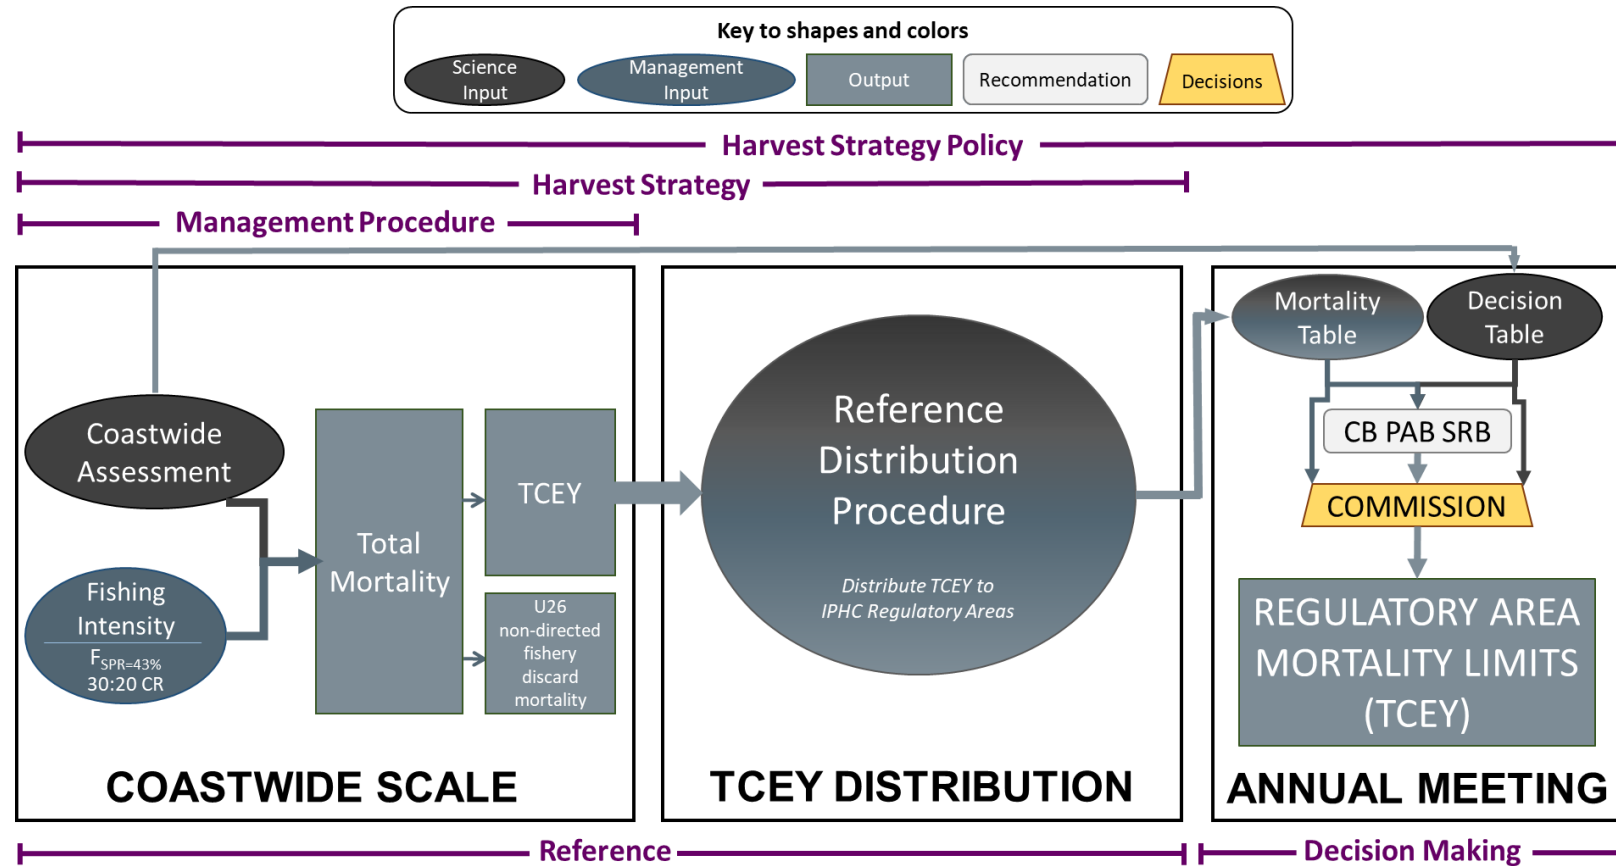 Key to shapes and colors
Science
Input
Management
Input
Output
Recommendation
Decisions
Harvest Strategy Policy
Harvest Strategy
Management Procedure
Coastwide
Assessment
Fishing
Intensity
F_SPR=43%
30:20 CR
Total
Mortality
TCEY
U26
non-directed
fishery
discard
mortality
COASTWIDE SCALE
Reference
Distribution
Procedure
Distribute TCEY to
IPHC Regulatory Areas
TCEY DISTRIBUTION
Mortality
Table
Decision
Table
CB PAB SRB
COMMISSION
REGULATORY AREA
MORTALITY LIMITS
(TCEY)
ANNUAL MEETING
Reference
Decision Making